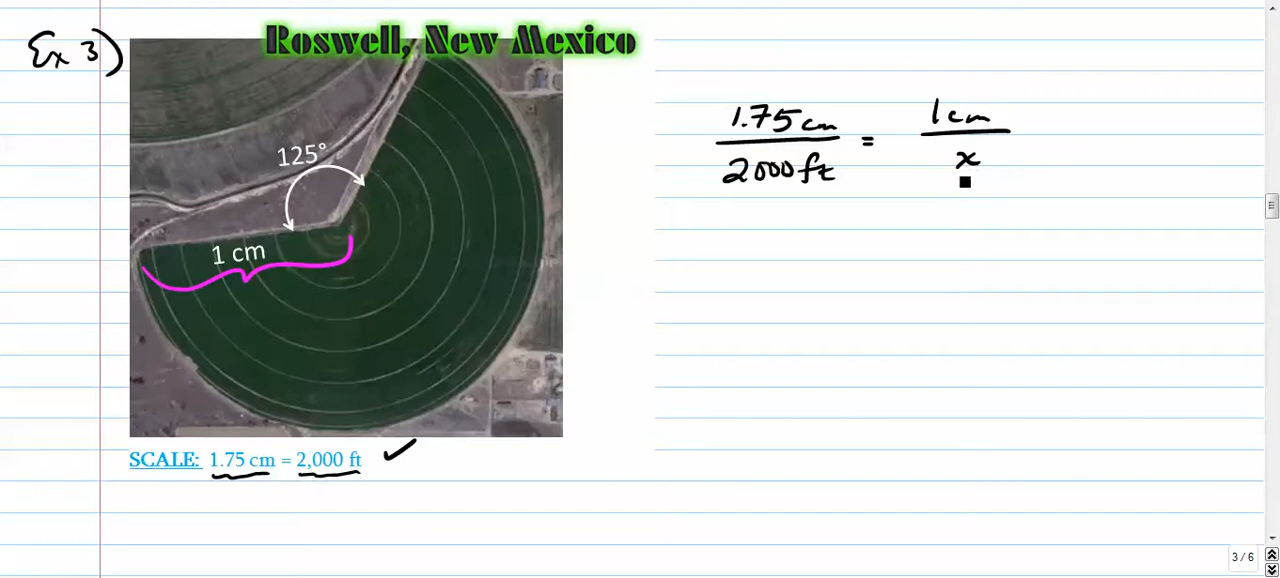 Ex 3)
Roswell, New Mexico
125°
1 cm
SCALE: 1.75 cm = 2,000 ft
1.75 cm / 2000 ft = 1 cm / x
3 / 6